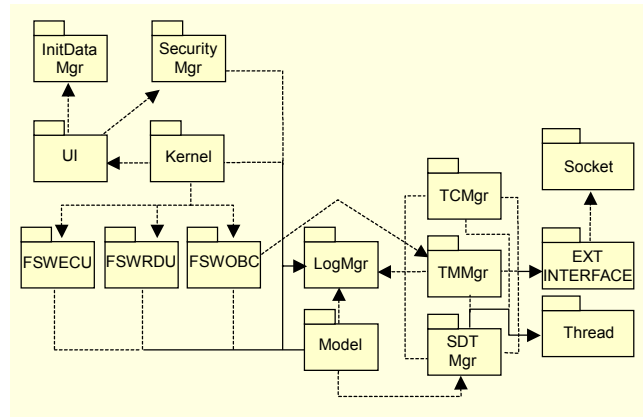 InitData
Mgr
Security
Mgr
UI
Kernel
Socket
TCMgr
FSWECU
FSWRDU
FSWOBC
LogMgr
TMMgr
EXT
INTERFACE
Model
SDT
Mgr
Thread